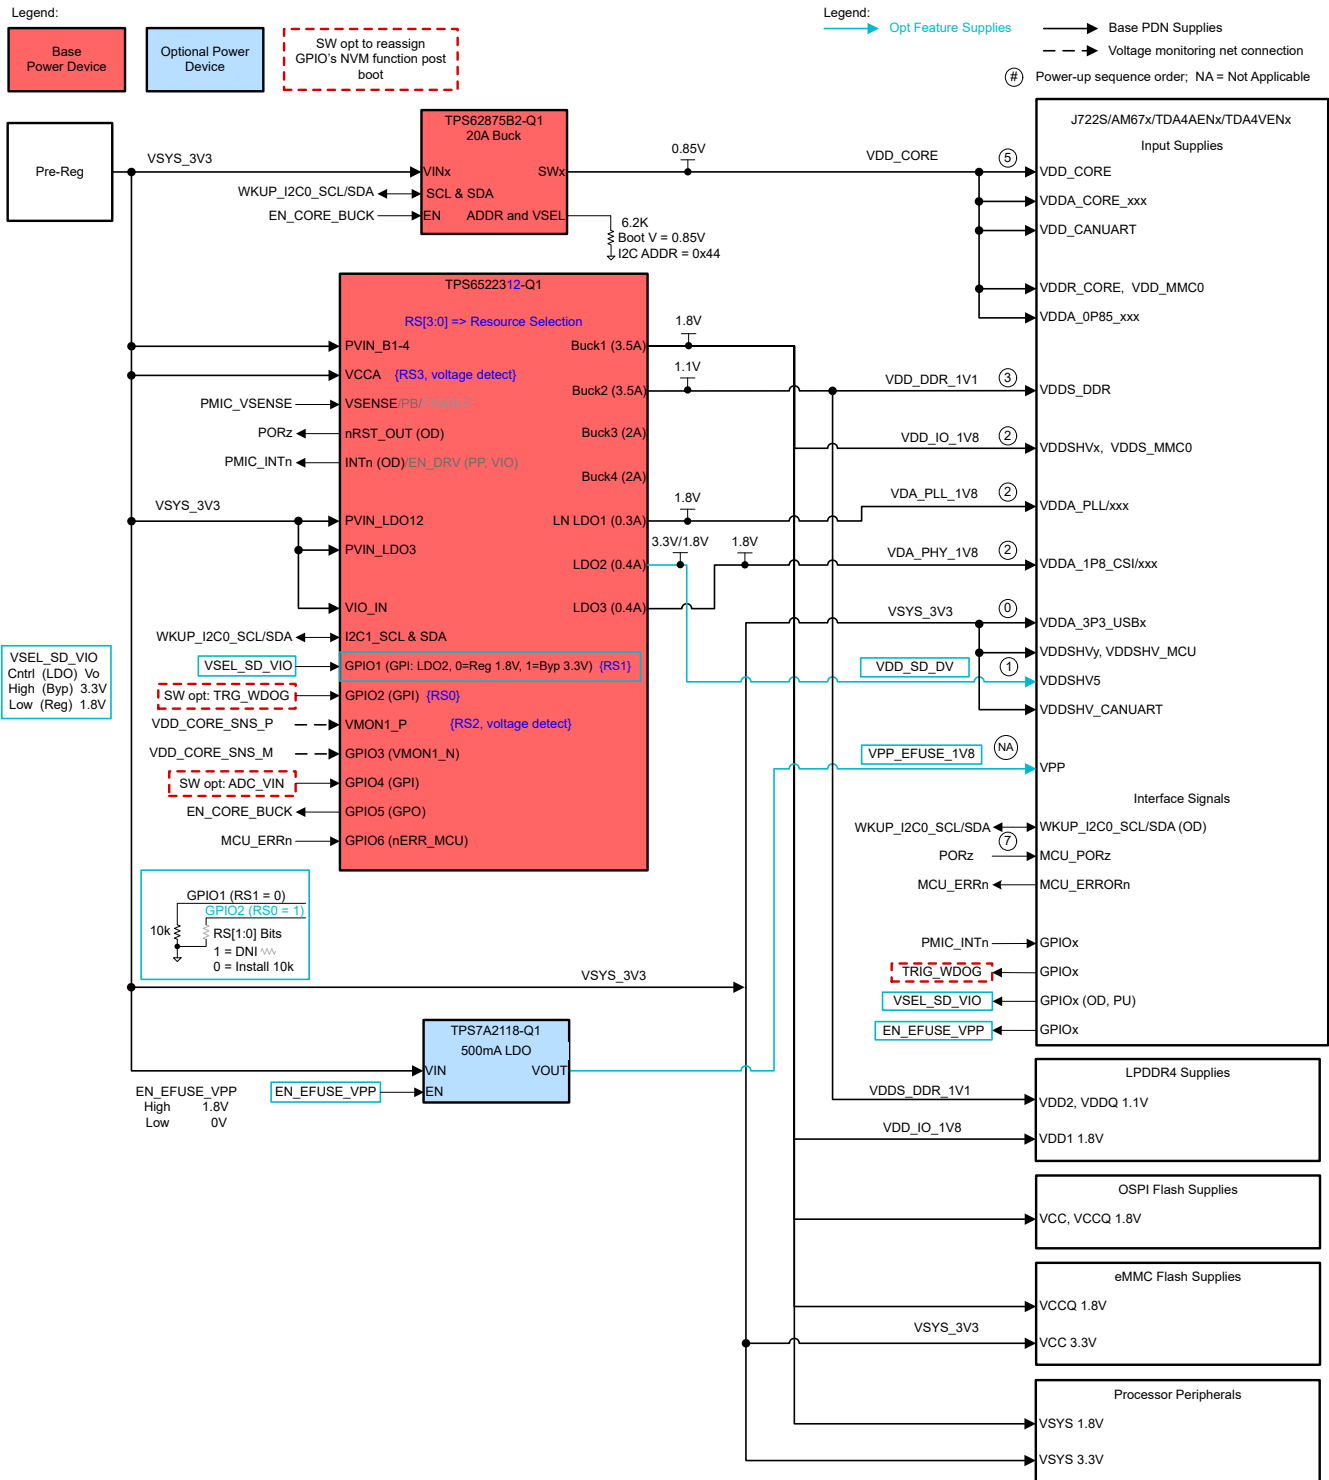 Legend:
Base
Power Device
Optional Power
Device
SW opt to reassign
GPIO's NVM function post
boot
Legend:
Opt Feature Supplies
Base PDN Supplies
Voltage monitoring net connection
# Power-up sequence order; NA = Not Applicable
Pre-Reg
VSYS_3V3
TPS62875B2-Q1
20A Buck
VINx
SWx
WKUP_I2C0_SCL/SDA
SCL & SDA
EN_CORE_BUCK
EN
ADDR and VSEL
6.2K
Boot V = 0.85V
I2C ADDR = 0x44
0.85V
VDD_CORE
5
J722S/AM67x/TDA4AENx/TDA4VENx
Input Supplies
VDD_CORE
VDDA_CORE_xxx
VDD_CANUART
VDDR_CORE, VDD_MMC0
VDDA_0P85_xxx
TPS6522312-Q1
RS[3:0] => Resource Selection
PVIN_B1-4
Buck1 (3.5A)
1.8V
VCCA {RS3, voltage detect}
Buck2 (3.5A)
1.1V
VDD_DDR_1V1
3
VDDS_DDR
PMIC_VSENSE
VSENSE/PB/ENABLE
PORz
nRST_OUT (OD)
Buck3 (2A)
VDD_IO_1V8
2
VDDSHVx, VDDS_MMC0
PMIC_INTn
INTn (OD)/EN_DRV (PP, VIO)
Buck4 (2A)
VSYS_3V3
PVIN_LDO12
LN LDO1 (0.3A)
1.8V
VDA_PLL_1V8
2
VDDA_PLL/xxx
PVIN_LDO3
LDO2 (0.4A)
3.3V/1.8V
1.8V
VDA_PHY_1V8
2
VDDA_1P8_CSI/xxx
VIO_IN
LDO3 (0.4A)
VSYS_3V3
0
VDDA_3P3_USBx
WKUP_I2C0_SCL/SDA
I2C1_SCL & SDA
VSEL_SD_VIO
Cntrl (LDO) Vo
High (Byp) 3.3V
Low (Reg) 1.8V
VSEL_SD_VIO
GPIO1 (GPI: LDO2, 0=Reg 1.8V, 1=Byp 3.3V) {RS1}
VDDSHVy, VDDSHV_MCU
VDD_SD_DV
1
VDDSHV5
SW opt: TRG_WDOG
GPIO2 (GPI) {RS0}
VDDSHV_CANUART
VDD_CORE_SNS_P
VMON1_P {RS2, voltage detect}
VDD_CORE_SNS_M
GPIO3 (VMON1_N)
VPP_EFUSE_1V8
NA
VPP
SW opt: ADC_VIN
GPIO4 (GPI)
EN_CORE_BUCK
GPIO5 (GPO)
MCU_ERRn
GPIO6 (nERR_MCU)
Interface Signals
WKUP_I2C0_SCL/SDA
WKUP_I2C0_SCL/SDA (OD)
PORz
7
MCU_PORz
MCU_ERRn
MCU_ERRORn
GPIO1 (RS1 = 0)
GPIO2 (RS0 = 1)
10k
RS[1:0] Bits
1 = DNI
0 = Install 10k
PMIC_INTn
GPIOx
TRIG_WDOG
GPIOx
VSYS_3V3
VSEL_SD_VIO
GPIOx (OD, PU)
EN_EFUSE_VPP
GPIOx
TPS7A2118-Q1
500mA LDO
VIN
VOUT
EN_EFUSE_VPP
High 1.8V
Low 0V
EN_EFUSE_VPP
EN
LPDDR4 Supplies
VDDS_DDR_1V1
VDD2, VDDQ 1.1V
VDD_IO_1V8
VDD1 1.8V
OSPI Flash Supplies
VCC, VCCQ 1.8V
eMMC Flash Supplies
VCCQ 1.8V
VSYS_3V3
VCC 3.3V
Processor Peripherals
VSYS 1.8V
VSYS 3.3V